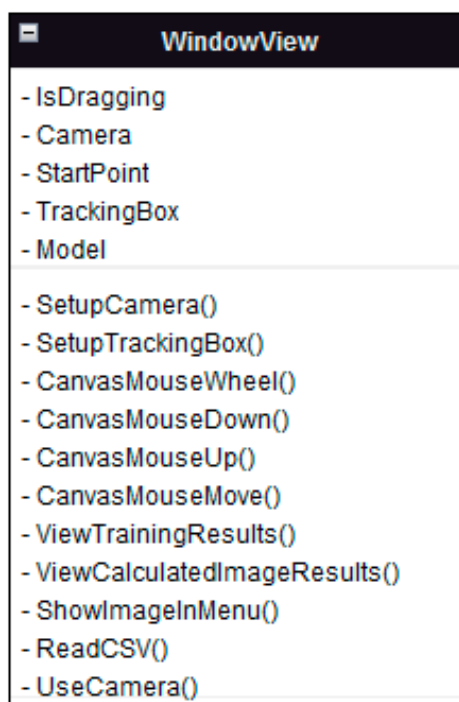 WindowView
- IsDragging
- Camera
- StartPoint
- TrackingBox
- Model
- SetupCamera()
- SetupTrackingBox()
- CanvasMouseWheel()
- CanvasMouseDown()
- CanvasMouseUp()
- CanvasMouseMove()
- ViewTrainingResults()
- ViewCalculatedImageResults()
- ShowImageInMenu()
- ReadCSV()
- UseCamera()